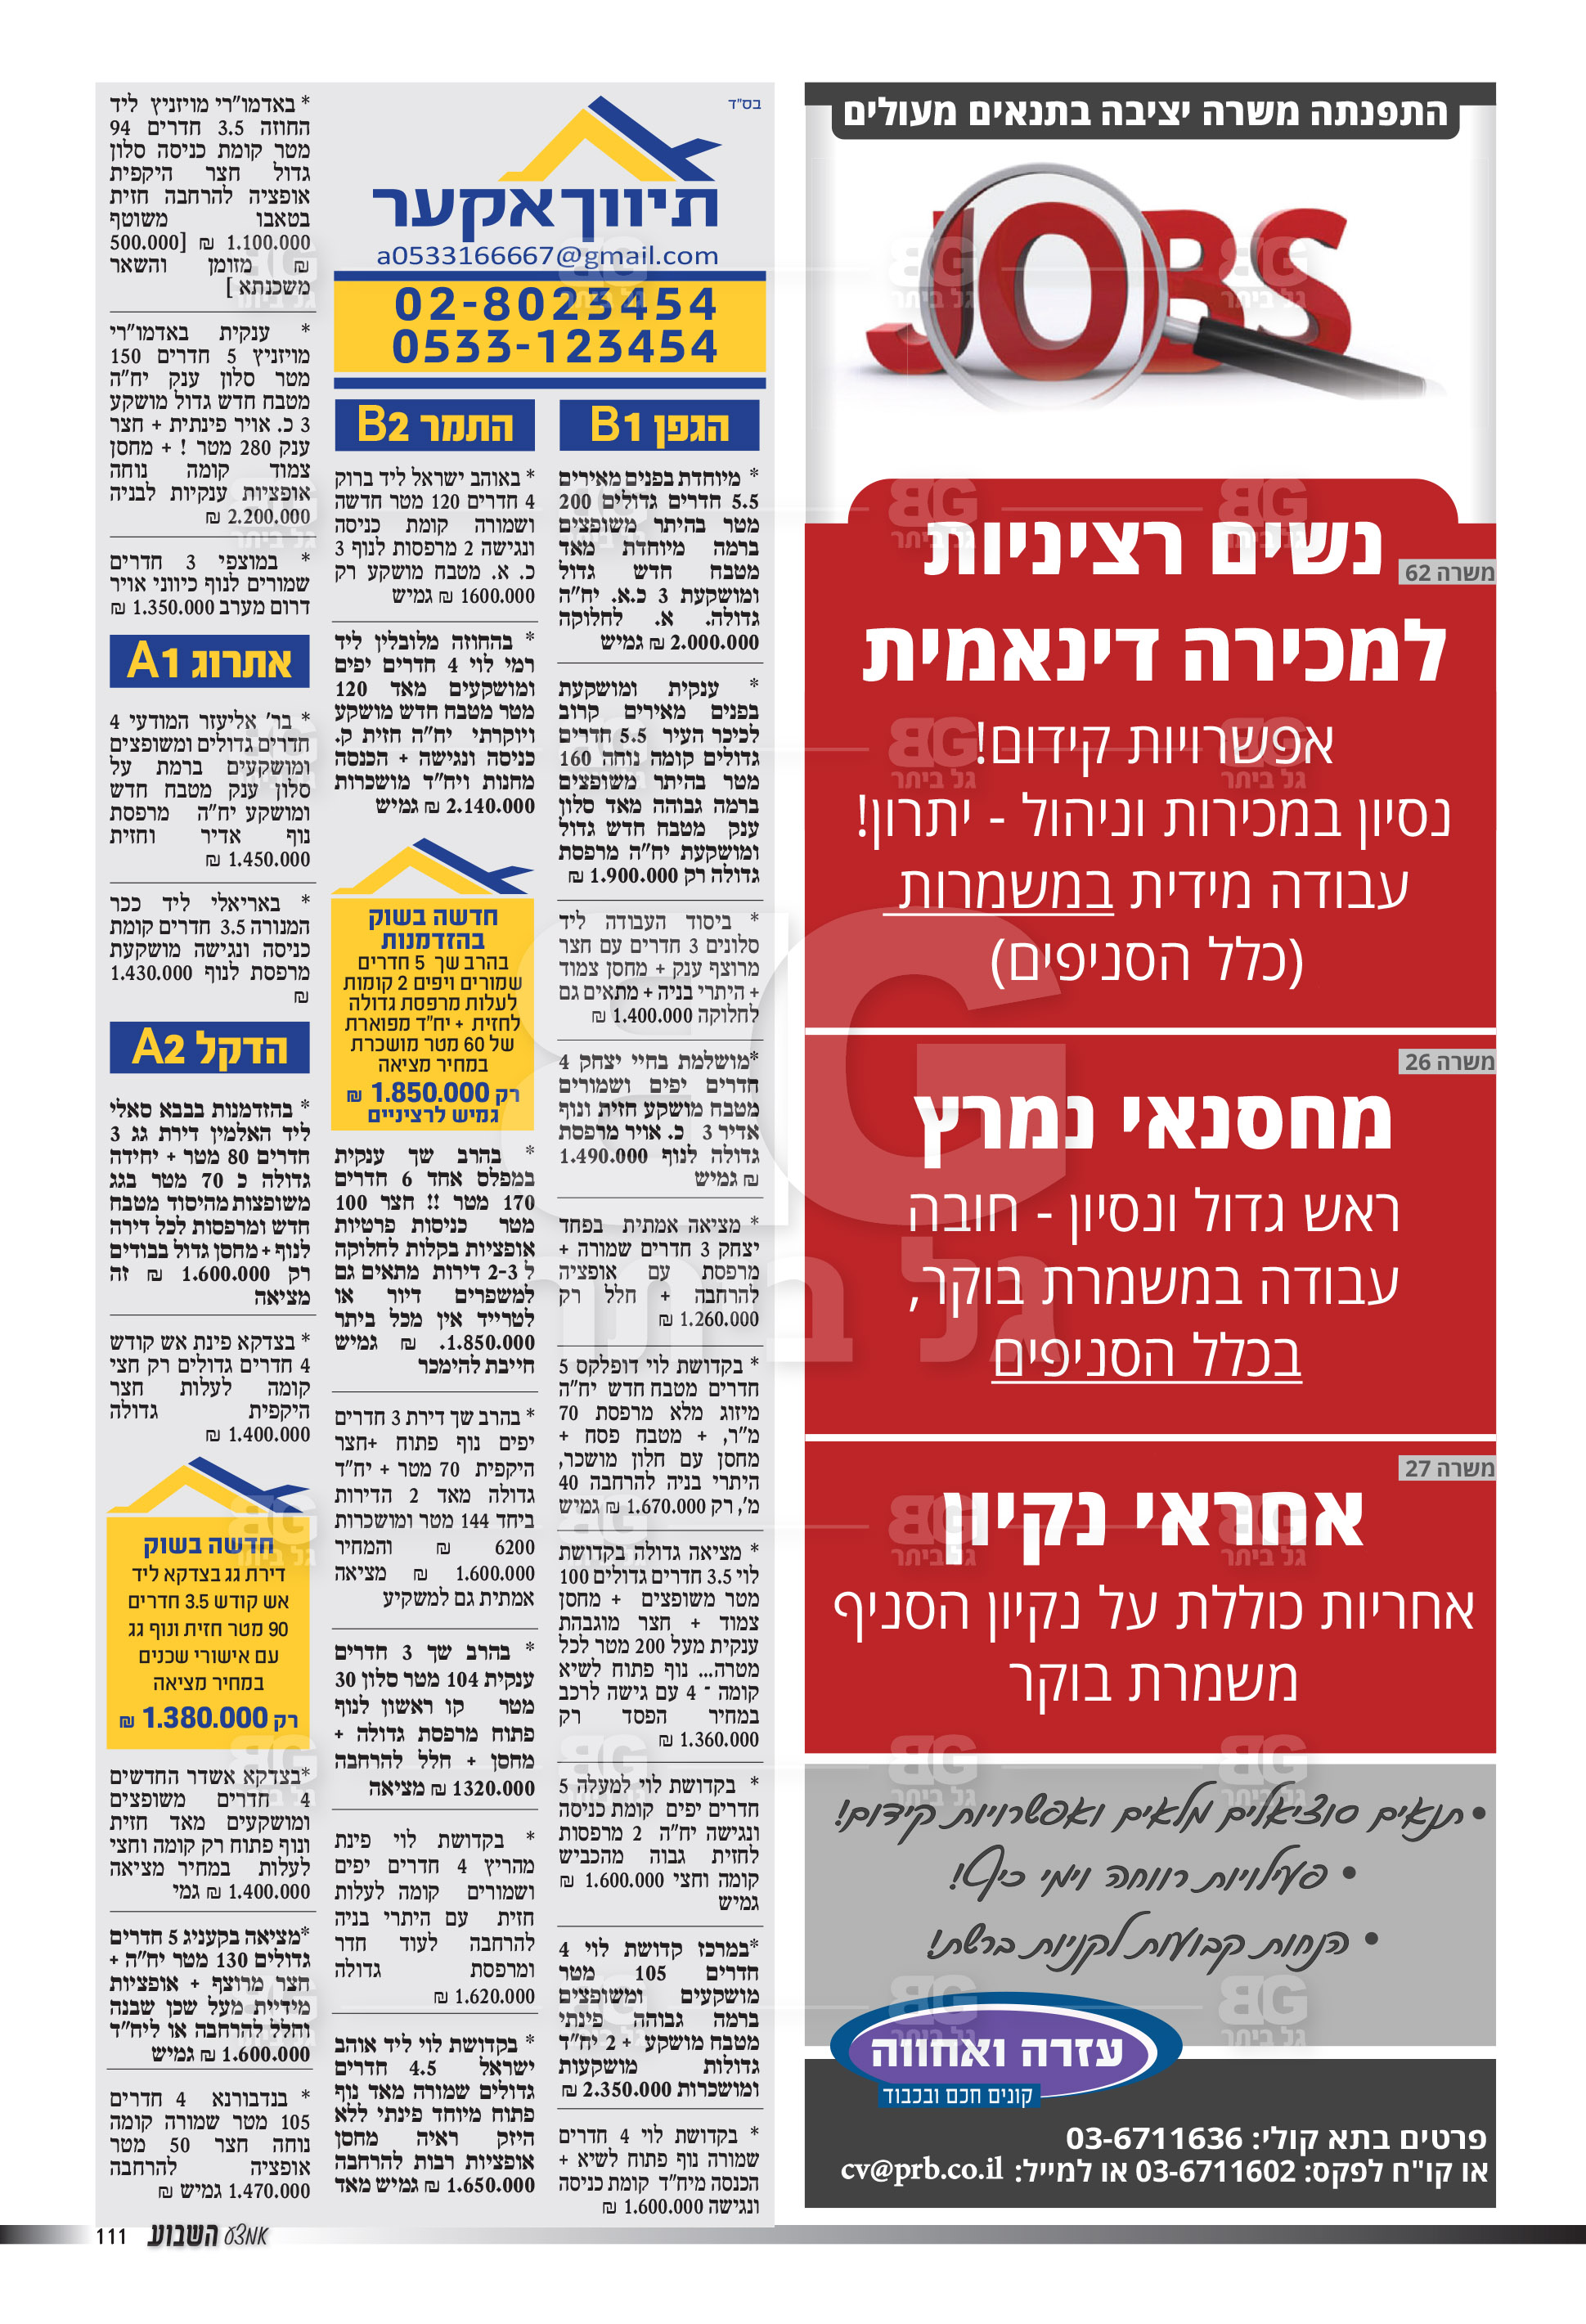 התפנתה משרה יציבה בתנאים מעולים
JOBS
משרה 62
נשים רציניות
למכירה דינאמית
אפשרויות קידום!
נסיון במכירות וניהול - יתרון!
עבודה מידית במשמרות
(כלל הסניפים)
משרה 26
מחסנאי נמרץ
ראש גדול ונסיון - חובה
עבודה במשמרת בוקר,
בכלל הסניפים
משרה 27
אחראי נקיון
אחריות כוללת על נקיון הסניף
משמרת בוקר
• תנאים סוציאלים מלאים ואפשרויות קידום!
• פעילויות רווחה וימי כיף!
• הנחות קבועות לקניות ברשת!
עזרה ואחווה
קונים חכם ובכבוד
פרטים בתא קולי: 03-6711636
או קו"ח לפקס: 03-6711602 או למייל: cv@prb.co.il
בס"ד
תיווך אקער
a0533166667@gmail.com
02-8023454
0533-123454
הגפן B1
* מיוחדת בפנים מאירים
5.5 חדרים גדולים 200
מטר בהיתר משופצים
ברמה מיוחדת מאד
מטבח חדש גדול
ומושקעת 3 כ.א. יח"ה
גדולה. א. לחלוקה
2.000.000 ₪ גמיש
* ענקית ומושקעת
בפנים מאירים קרוב
לכיכר העיר 5.5 חדרים
גדולים קומה נוחה 160
מטר בהיתר משופצים
ברמה גבוהה מאד סלון
ענק מטבח חדש גדול
ומושקעת יח"ה מרפסת
גדולה רק 1.900.000 ₪
* ביסוד העבודה ליד
סלונים 3 חדרים עם חצר
מרוצף ענק + מחסן צמוד
+ היתרי בניה + מתאים גם
לחלוקה 1.400.000 ₪
*מושלמת בחיי יצחק 4
חדרים יפים ושמורים
מטבח מושקע חזית ונוף
אדיר 3 כ. אויר מרפסת
גדולה לנוף 1.490.000
₪ גמיש
* מציאה אמתית בפחד
יצחק 3 חדרים שמורה +
מרפסת עם אופציה
להרחבה + חלל רק
1.260.000 ₪
* בקדושת לוי דופלקס 5
חדרים מטבח חדש יח"ה
מיזוג מלא מרפסת 70
מ"ר, + מטבח פסח +
מחסן עם חלון מושכר,
היתרי בניה להרחבה 40
מ', רק 1.670.000 ₪ גמיש
* מציאה גדולה בקדושת
לוי 3.5 חדרים גדולים 100
מטר משופצים + מחסן
צמוד + חצר מוגבהת
ענקית מעל 200 מטר לכל
מטרה... נוף פתוח לשיא
קומה - 4 עם גישה לרכב
במחיר הפסד רק
1.360.000 ₪
* בקדושת לוי למעלה 5
חדרים יפים קומת כניסה
ונגישה יח"ה 2 מרפסות
לחזית גבוה מהכביש
קומה וחצי 1.600.000 ₪
גמיש
*במרכז קדושת לוי 4
חדרים 105 מטר
מושקעים ומשופצים
ברמה גבוהה פינתי
מטבח מושקע + 2 יח"ד
גדולות מושקעות
ומושכרות 2.350.000 ₪
* בקדושת לוי 4 חדרים
שמורה נוף פתוח לשיא +
הכנסה מיח"ד קומת כניסה
ונגישה 1.600.000 ₪
התמר B2
* באוהב ישראל ליד ברוק
4 חדרים 120 מטר חדשה
ושמורה קומת כניסה
ונגישה 2 מרפסות לנוף 3
כ. א. מטבח מושקע רק
1600.000 ₪ גמיש
* בהחוזה מלובלין ליד
רמי לוי 4 חדרים יפים
ומושקעים מאד 120
מטר מטבח חדש מושקע
ויוקרתי יח"ה חזית ק.
כניסה ונגישה + הכנסה
מחנות ויח"ד מושכרות
2.140.000 ₪ גמיש
חדשה בשוק
בהזדמנות
בהרב שך 5 חדרים
שמורים ויפים 2 קומות
לעלות מרפסת גדולה
לחזית + יח"ד מפוארת
של 60 מטר מושכרת
במחיר מציאה
רק 1.850.000 ₪
גמיש לרציניים
* בהרב שך ענקית
במפלס אחד 6 חדרים
170 מטר !! חצר 100
מטר כניסות פרטיות
אופציות בקלות לחלוקה
ל 2-3 דירות מתאים גם
למשפרים דיור או
לטרייד אין מכל ביתר
1.850.000. ₪ גמיש
חייבת להימכר
* בהרב שך דירת 3 חדרים
יפים נוף פתוח +חצר
היקפית 70 מטר + יח"ד
גדולה מאד 2 הדירות
ביחד 144 מטר ומושכרות
6200 ₪ והמחיר
1.600.000 ₪ מציאה
אמתית גם למשקיע
* בהרב שך 3 חדרים
ענקית 104 מטר סלון 30
מטר קו ראשון לנוף
פתוח מרפסת גדולה +
מחסן + חלל להרחבה
1320.000 ₪ מציאה
* בקדושת לוי פינת
מהריץ 4 חדרים יפים
ושמורים קומה לעלות
חזית עם היתרי בניה
להרחבה לעוד חדר
ומרפסת גדולה
1.620.000 ₪
* בקדושת לוי ליד אוהב
ישראל 4.5 חדרים
גדולים שמורה מאד נוף
פתוח מיוחד פינתי ללא
היזק ראיה מחסן
אופציות רבות להרחבה
1.650.000 ₪ גמיש מאד
* באדמו"רי מויזניץ ליד
החוזה 3.5 חדרים 94
מטר קומת כניסה סלון
גדול חצר היקפית
אופציה להרחבה חזית
בטאבו משוטף
1.100.000 ₪ [500.000
₪ מזומן והשאר
משכנתא ]
* ענקית באדמו"רי
מויזניץ 5 חדרים 150
מטר סלון ענק יח"ה
מטבח חדש גדול מושקע
3 כ. אויר פינתית + חצר
ענק 280 מטר ! + מחסן
צמוד קומה נוחה
אופציות ענקיות לבניה
2.200.000 ₪
* במוצפי 3 חדרים
שמורים לנוף כיווני אויר
דרום מערב 1.350.000 ₪
אתרוג A1
* בר' אליעזר המודעי 4
חדרים גדולים ומשופצים
ומושקעים ברמת על
סלון ענק מטבח חדש
ומושקע יח"ה מרפסת
נוף אדיר וחזית
1.450.000 ₪
* באריאלי ליד ככר
המנורה 3.5 חדרים קומת
כניסה ונגישה מושקעת
מרפסת לנוף 1.430.000
₪
הדקל A2
* בהזדמנות בבבא סאלי
ליד האלמין דירת גג 3
חדרים 80 מטר + יחידה
גדולה כ 70 מטר בגג
משופצות מהיסוד מטבח
חדש ומרפסות לכל דירה
לנוף + מחסן גדול בבודים
רק 1.600.000 ₪ זה
מציאה
* בצדקא פינת אש קודש
4 חדרים גדולים רק חצי
קומה לעלות חצר
היקפית גדולה
1.400.000 ₪
חדשה בשוק
דירת גג בצדקא ליד
אש קודש 3.5 חדרים
90 מטר חזית ונוף גג
עם אישורי שכנים
במחיר מציאה
רק 1.380.000 ₪
*בצדקא אשדר החדשים
4 חדרים משופצים
ומושקעים מאד חזית
ונוף פתוח רק קומה וחצי
לעלות במחיר מציאה
1.400.000 ₪ גמי
*מציאה בקעניג 5 חדרים
גדולים 130 מטר יח"ה +
חצר מרוצף + אופציות
מידיית מעל שכן שבנה
וחלל להרחבה או ליח"ד
1.600.000 ₪ גמיש
* בנדבורנא 4 חדרים
105 מטר שמורה קומה
נוחה חצר 50 מטר
אופציה להרחבה
1.470.000 גמיש ₪
BG
גל ביתר
אמצע השבוע 111